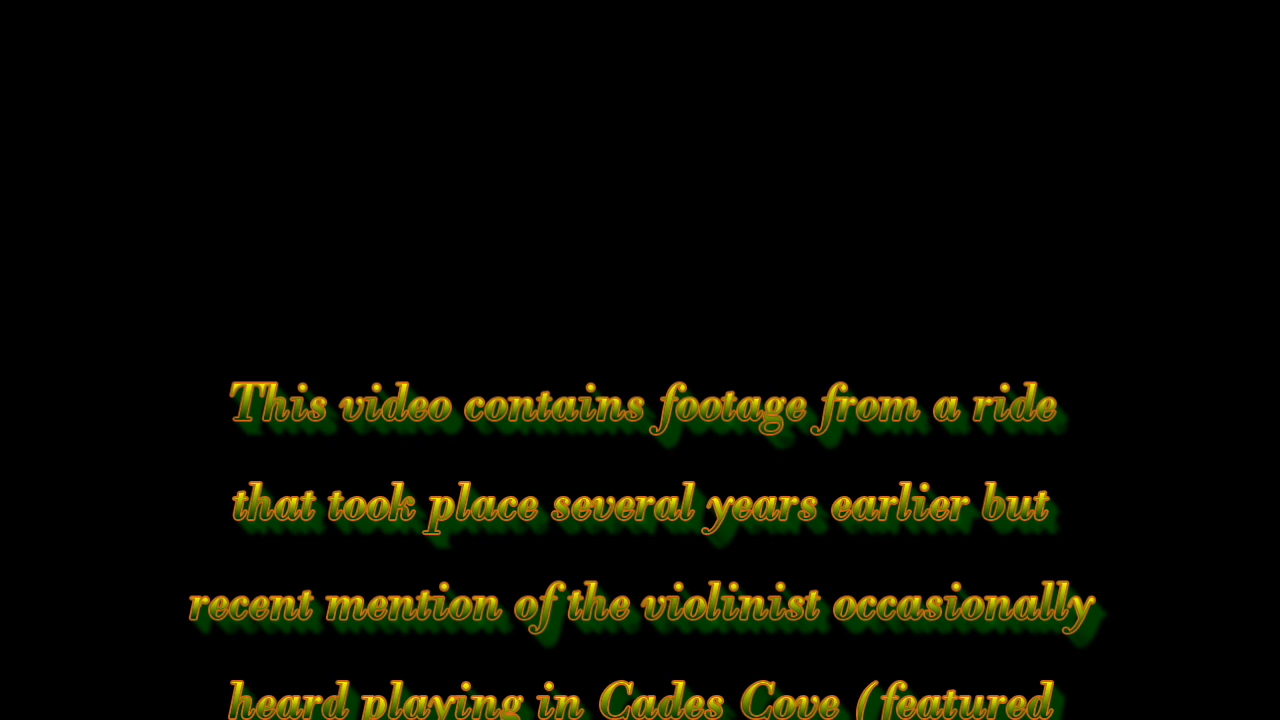 This video contains footage from a ride
that took place several years earlier but
recent mention of the violinist occasionally
heard playing in Cades Cove (featured